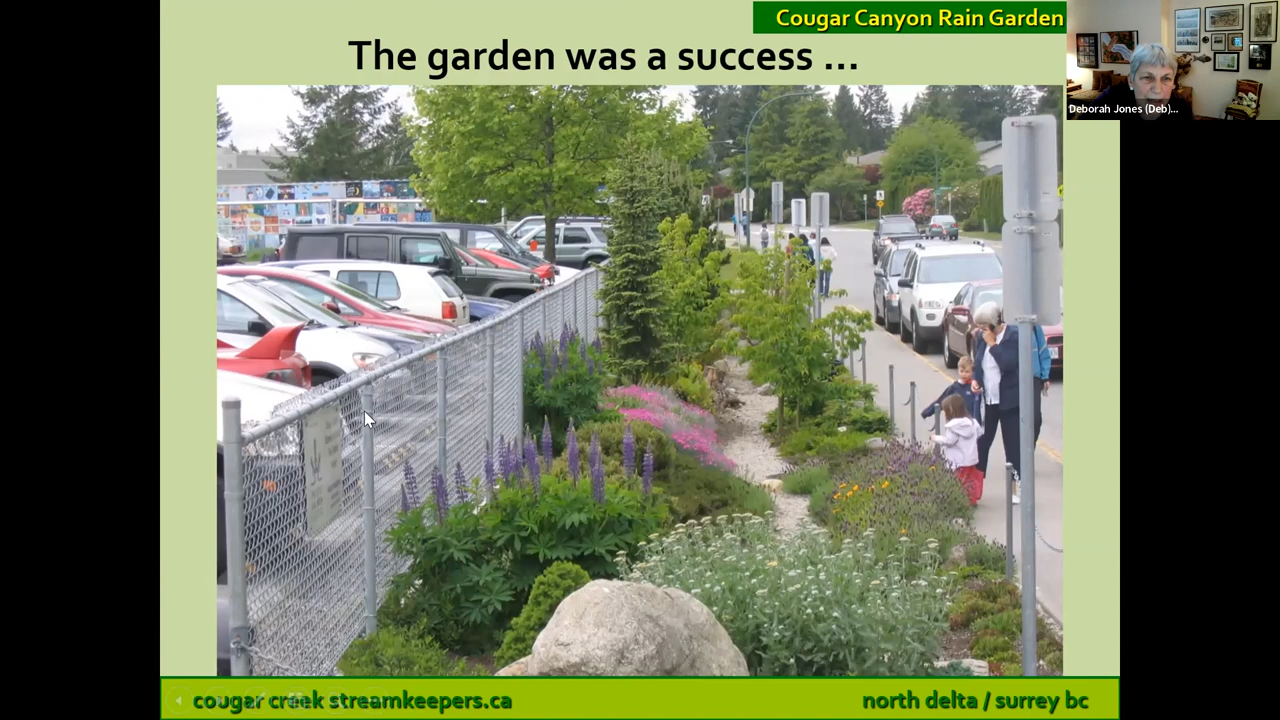 Cougar Canyon Rain Garden
The garden was a success ...
Deborah Jones (Deb)...
cougar creek streamkeepers.ca
north delta / surrey bc